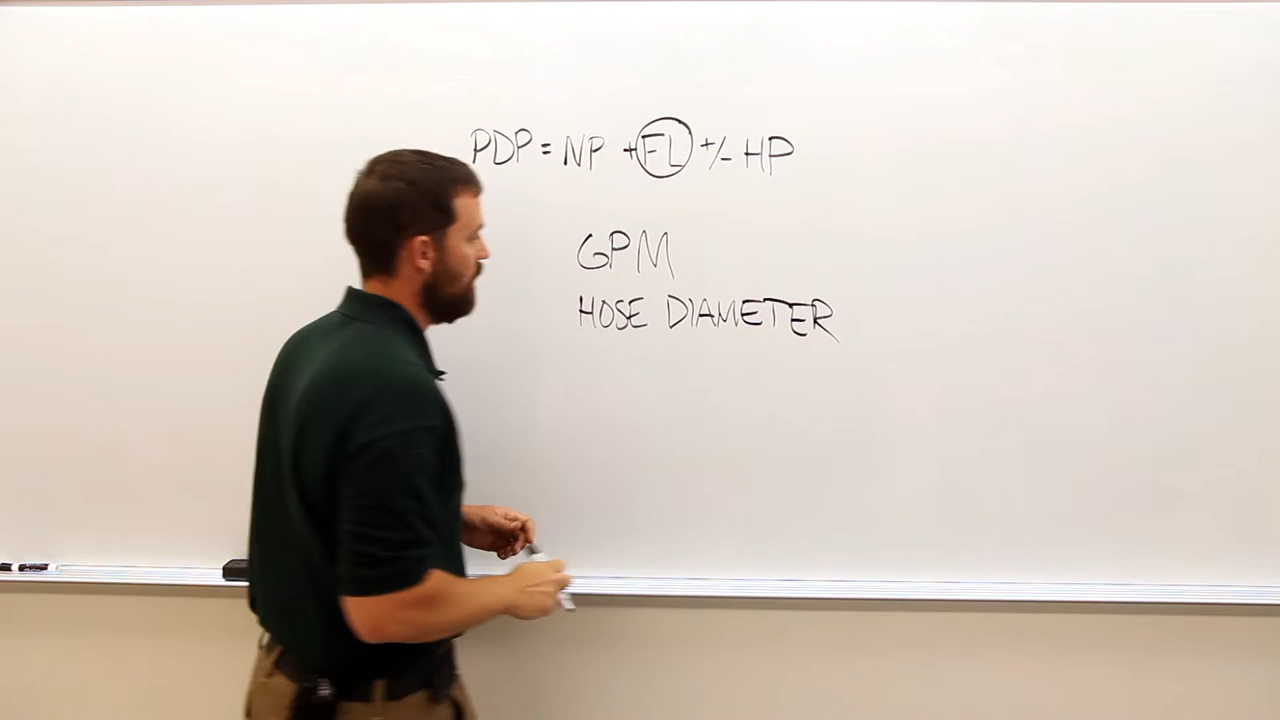 PDP = NP + FL +/- HP
GPM
HOSE DIAMETER